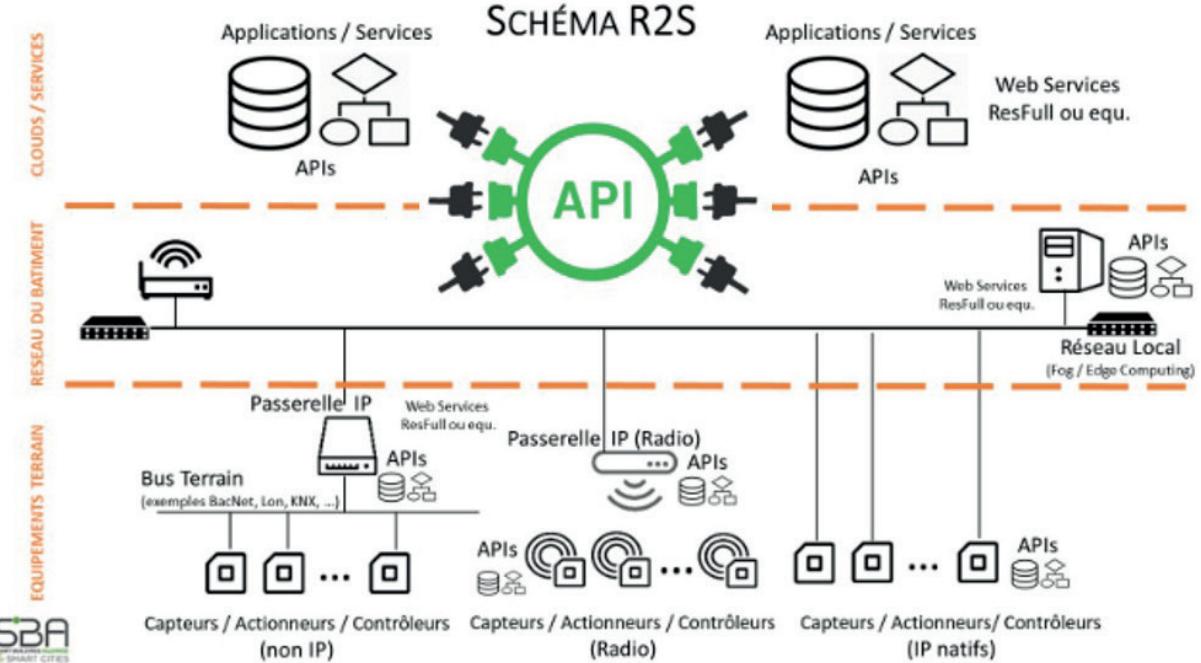 SCHÉMA R2S
CLOUDS / SERVICES
Applications / Services
APIs
Applications / Services
Web Services
ResFull ou equ.
APIs
API
RESEAU DU BATIMENT
APIs
Web Services
ResFull ou equ.
Réseau Local
(Fog / Edge Computing)
EQUIPEMENTS TERRAIN
Passerelle IP
Web Services
ResFull ou equ.
APIs
Bus Terrain
(exemples BacNet, Lon, KNX, ...)
Passerelle IP (Radio)
APIs
...
APIs
...
...
APIs
Capteurs / Actionneurs / Contrôleurs
(non IP)
Capteurs / Actionneurs / Contrôleurs
(Radio)
Capteurs / Actionneurs/ Contrôleurs
(IP natifs)
SBA
SMART CITIES